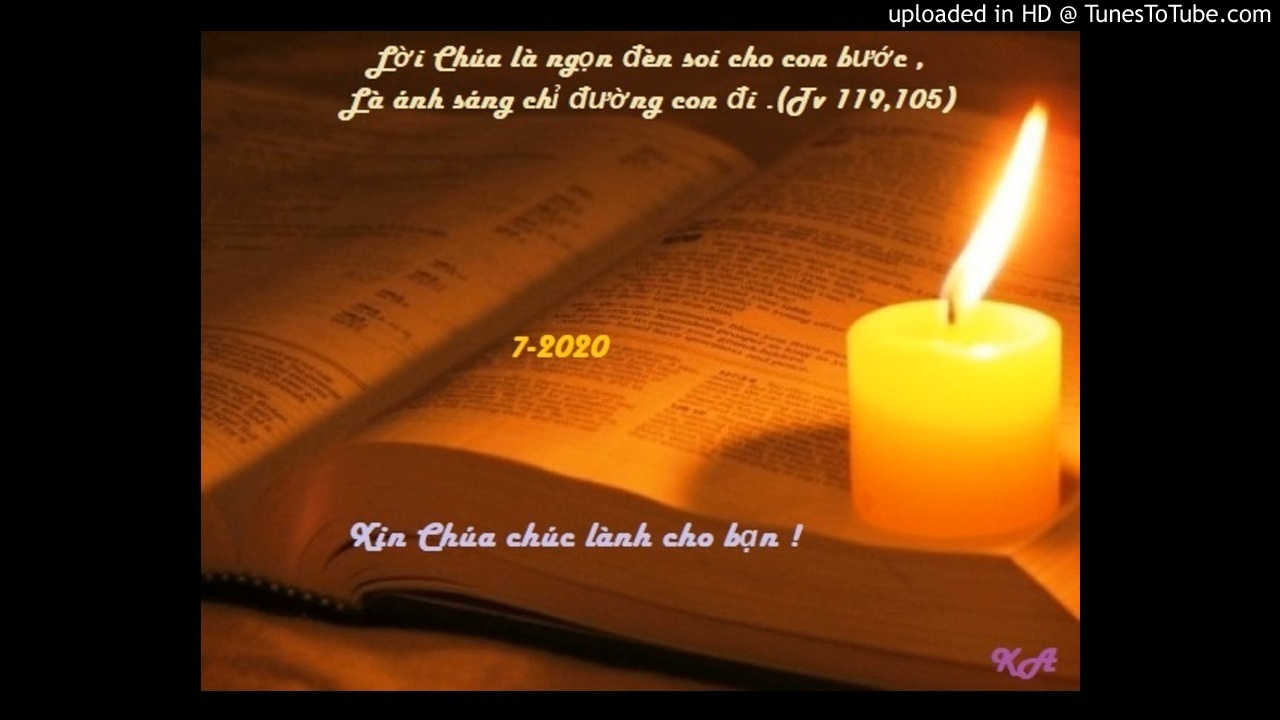 uploaded in HD @ TunesToTube.com
Lời Chúa là ngọn đèn soi cho con bước ,
Là ánh sáng chỉ đường con đi .(Tv 119,105)
7-2020
Xin Chúa chúc lành cho bạn !
KA